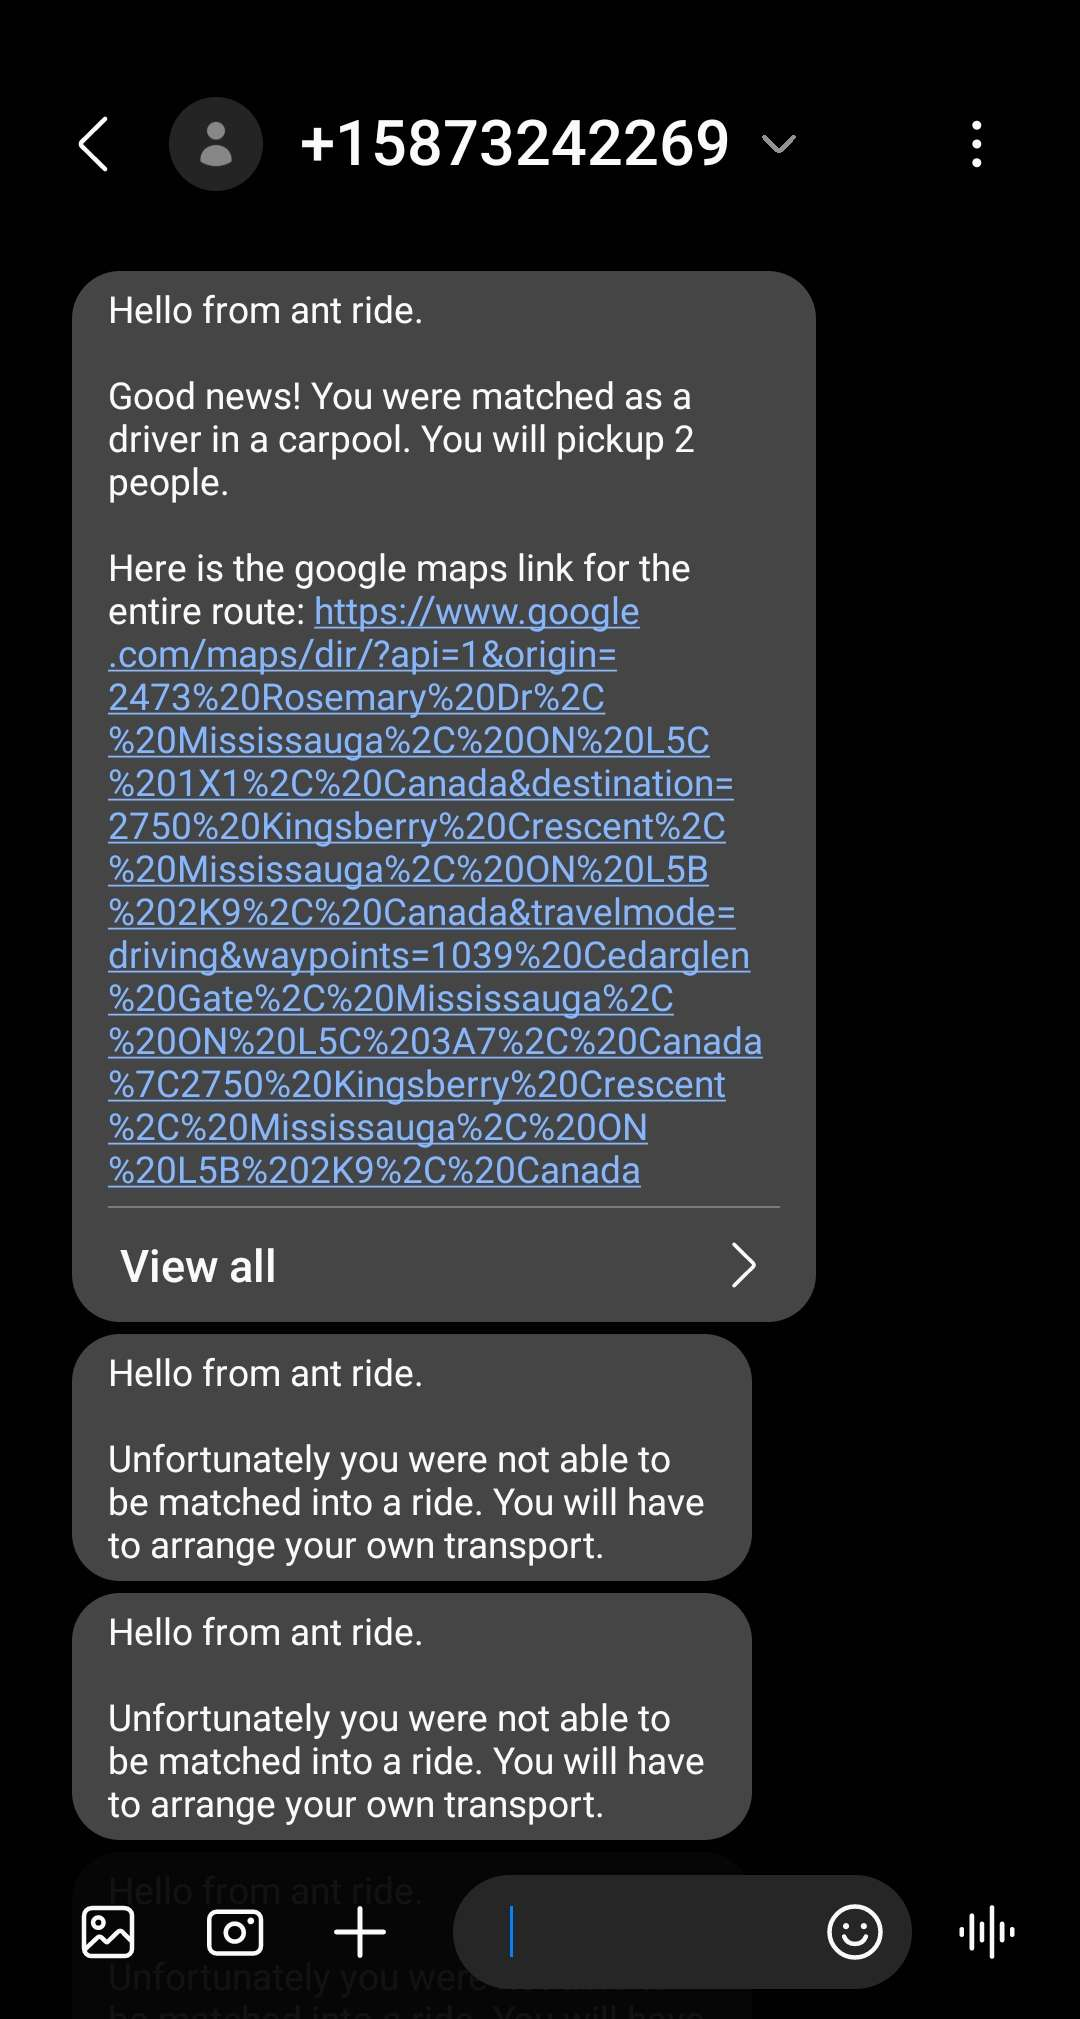 +15873242269
Hello from ant ride.
Good news! You were matched as a
driver in a carpool. You will pickup 2
people.
Here is the google maps link for the
entire route: https://www.google
.com/maps/dir/?api=1&origin=
2473%20Rosemary%20Dr%2C
%20Mississauga%2C%20ON%20L5C
%201X1%2C%20Canada&destination=
2750%20Kingsberry%20Crescent%2C
%20Mississauga%2C%20ON%20L5B
%202K9%2C%20Canada&travelmode=
driving&waypoints=1039%20Cedarglen
%20Gate%2C%20Mississauga%2C
%20ON%20L5C%203A7%2C%20Canada
%7C2750%20Kingsberry%20Crescent
%2C%20Mississauga%2C%20ON
%20L5B%202K9%2C%20Canada
View all
Hello from ant ride.
Unfortunately you were not able to
be matched into a ride. You will have
to arrange your own transport.
Hello from ant ride.
Unfortunately you were not able to
be matched into a ride. You will have
to arrange your own transport.
Hello from ant ride.
Unfortunately you were
be matched into a ride. You will have